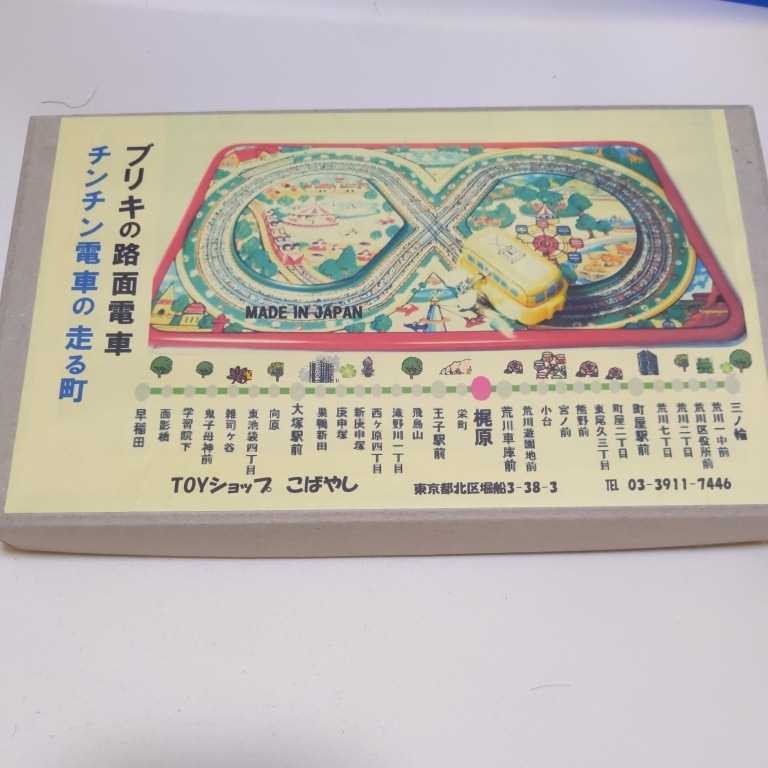 ブリキの路面電車
チンチン電車の走る町
MADE IN JAPAN
早稲田
面影橋
学習院下
鬼子母神前
雑司ヶ谷
東池袋四丁目
向原
大塚駅前
巣鴨新田
庚申塚
新庚申塚
西ヶ原四丁目
滝野川一丁目
飛鳥山
王子駅前
栄町
梶原
荒川車庫前
荒川遊園地前
小台
宮ノ前
熊野前
東尾久三丁目
町屋二丁目
町屋駅前
荒川七丁目
荒川二丁目
荒川区役所前
荒川一中前
三ノ輪
TOYショップ こばやし
東京都北区堀船3-38-3
TEL 03-3911-7446